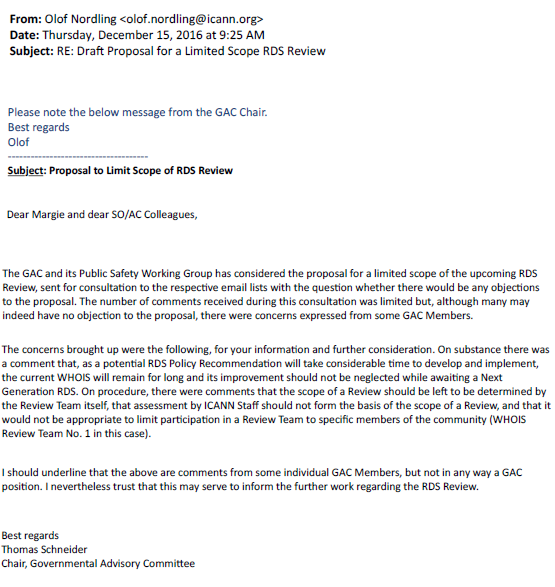 From: Olof Nordling <olof.nordling@icann.org>
Date: Thursday, December 15, 2016 at 9:25 AM
Subject: RE: Draft Proposal for a Limited Scope RDS Review
Please note the below message from the GAC Chair.
Best regards
Olof
-------------------------------------
Subject: Proposal to Limit Scope of RDS Review
Dear Margie and dear SO/AC Colleagues,
The GAC and its Public Safety Working Group has considered the proposal for a limited scope of the upcoming RDS
Review, sent for consultation to the respective email lists with the question whether there would be any objections
to the proposal. The number of comments received during this consultation was limited but, although many may
indeed have no objection to the proposal, there were concerns expressed from some GAC Members.
The concerns brought up were the following, for your information and further consideration. On substance there was
a comment that, as a potential RDS Policy Recommendation will take considerable time to develop and implement,
the current WHOIS will remain for long and its improvement should not be neglected while awaiting a Next
Generation RDS. On procedure, there were comments that the scope of a Review should be left to be determined by
the Review Team itself, that assessment by ICANN Staff should not form the basis of the scope of a Review, and that it
would not be appropriate to limit participation in a Review Team to specific members of the community (WHOIS
Review Team No. 1 in this case).
I should underline that the above are comments from some individual GAC Members, but not in any way a GAC
position. I nevertheless trust that this may serve to inform the further work regarding the RDS Review.
Best regards
Thomas Schneider
Chair, Governmental Advisory Committee